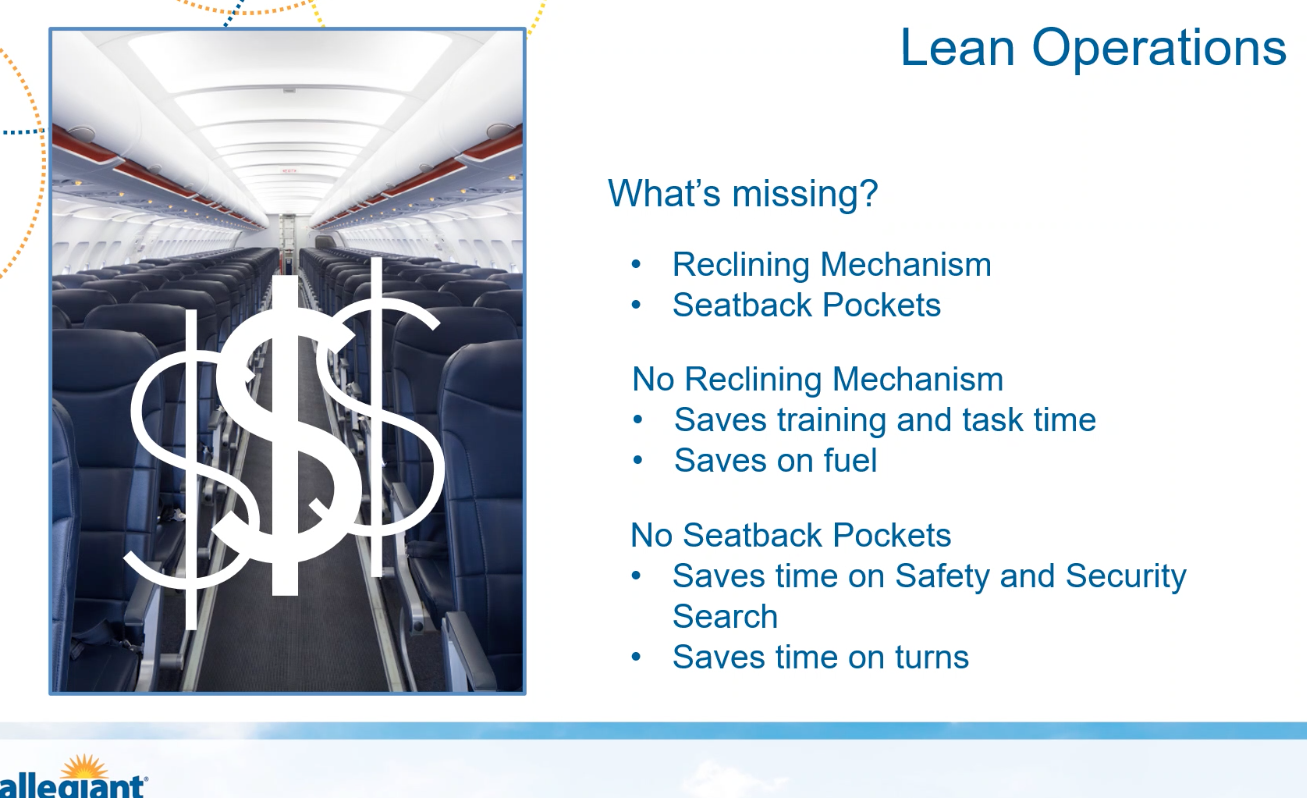 Lean Operations
What's missing?
• Reclining Mechanism
• Seatback Pockets
No Reclining Mechanism
• Saves training and task time
• Saves on fuel
No Seatback Pockets
• Saves time on Safety and Security
Search
• Saves time on turns
$$$
allegiant®